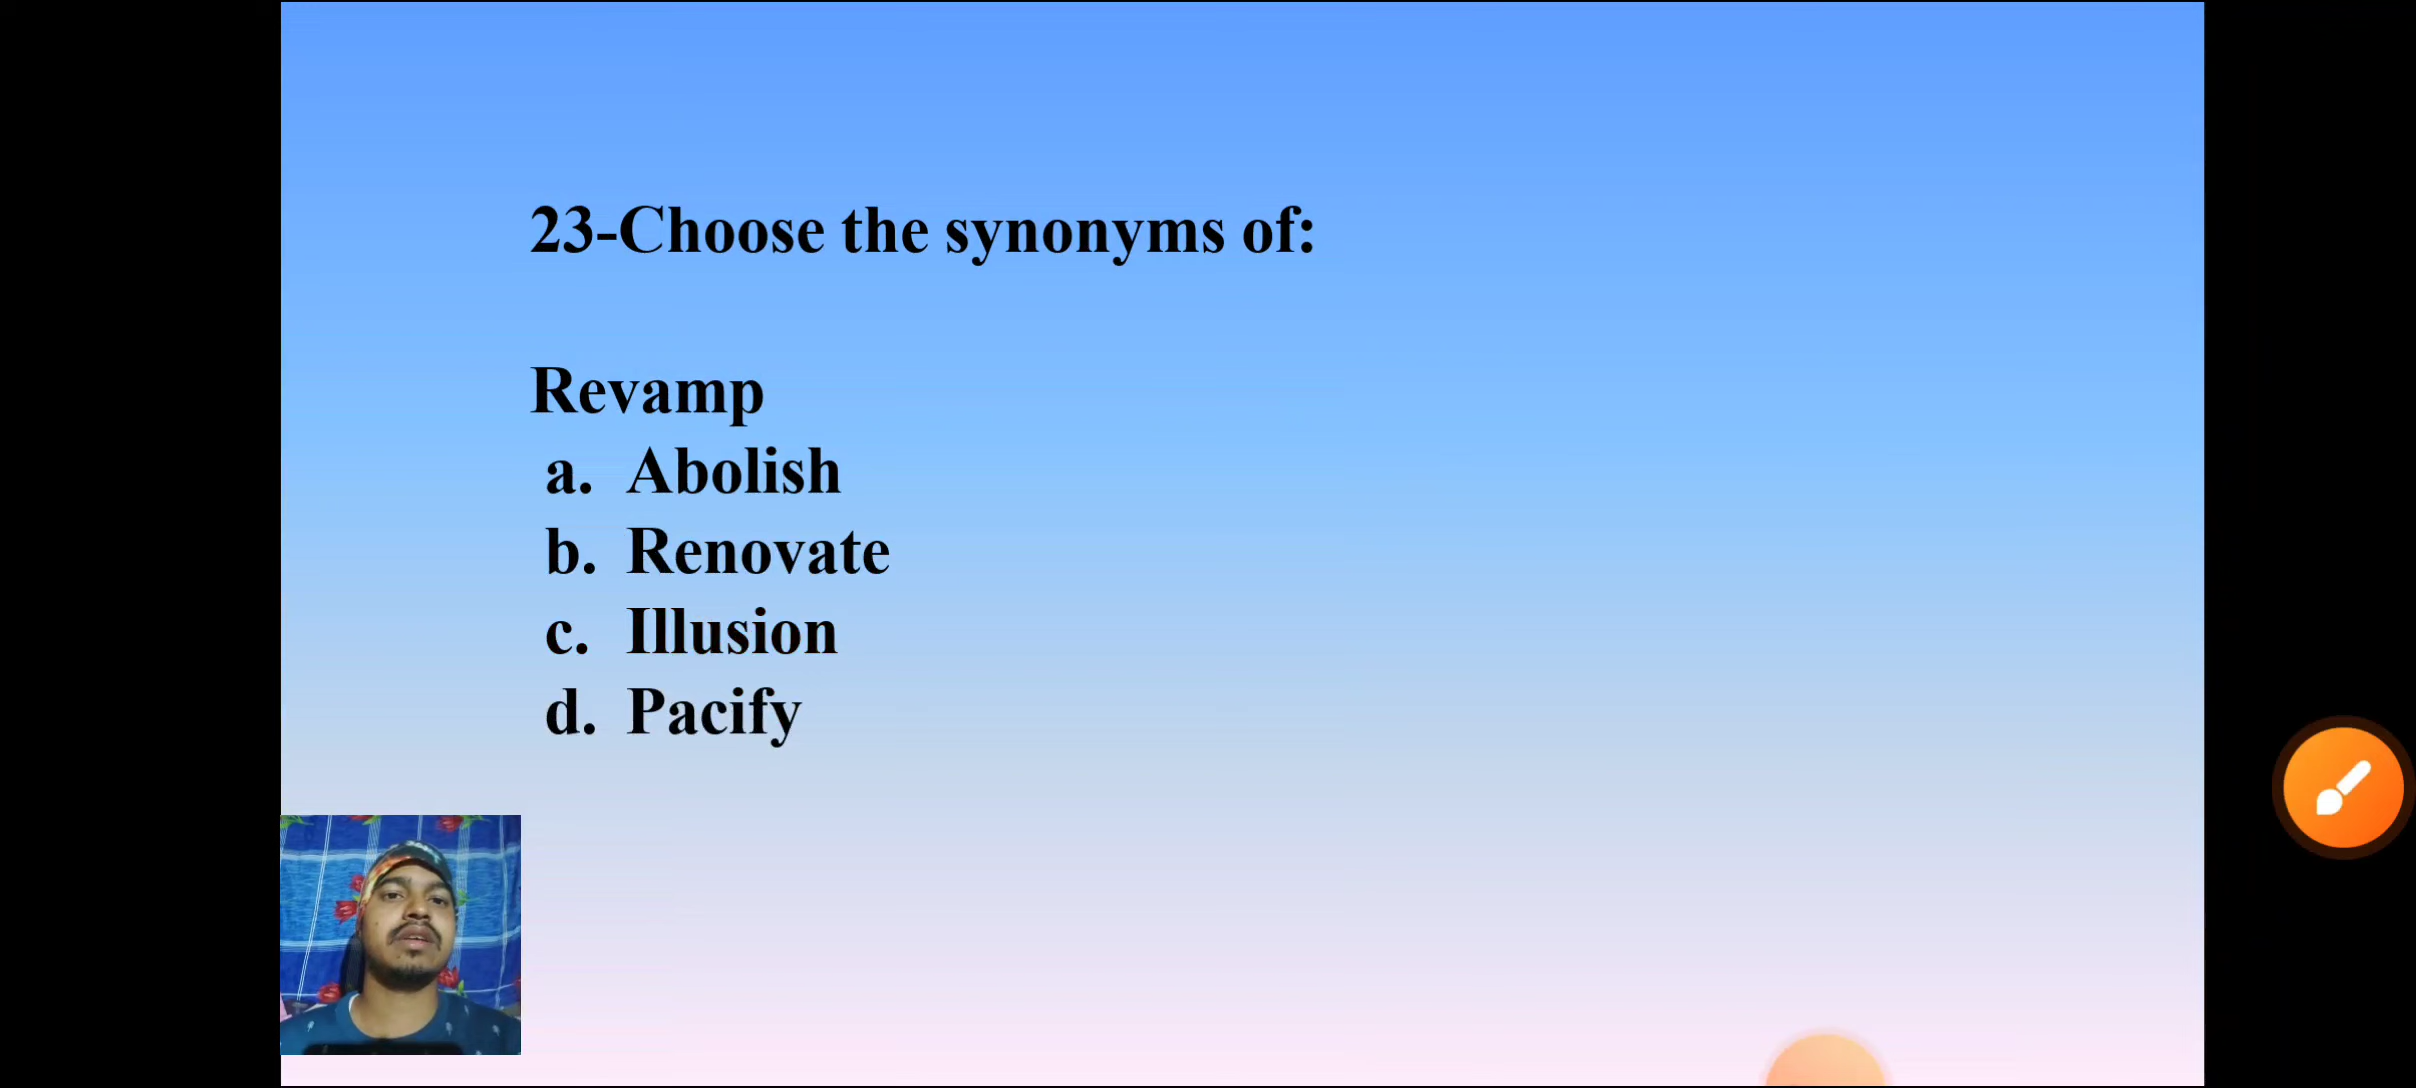 23-Choose the synonyms of:
Revamp
a. Abolish
b. Renovate
c. Illusion
d. Pacify